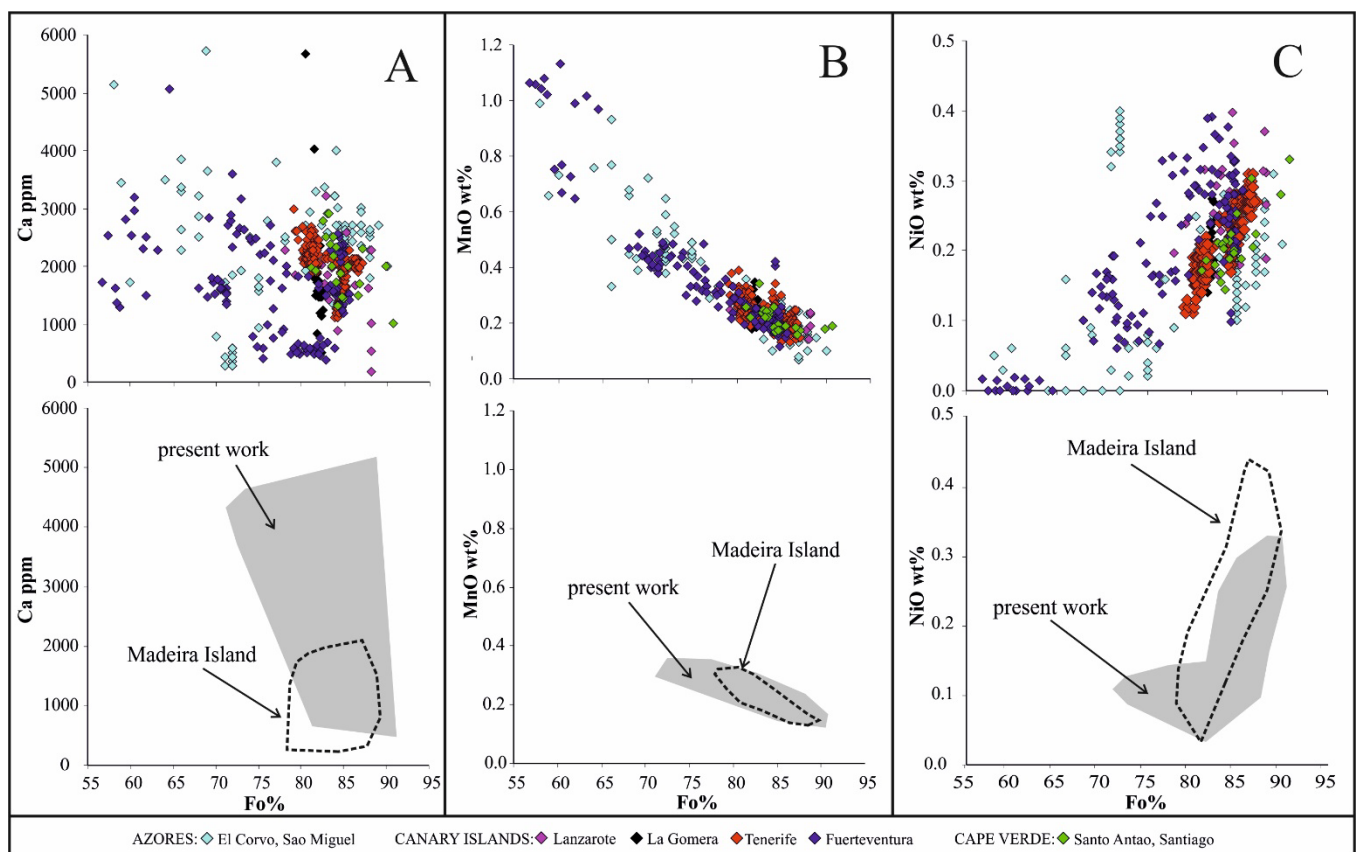 A
6000
5000
4000
3000
2000
1000
0
Ca ppm
B
1.2
1.0
0.8
0.6
0.4
0.2
0.0
MnO wt%
C
0.5
0.4
0.3
0.2
0.1
0.0
NiO wt%
6000
5000
4000
3000
2000
1000
0
Ca ppm
present work
Madeira Island
55 60 65 70 75 80 85 90 95
Fo%
1.2
1.0
0.8
0.6
0.4
0.2
0.0
MnO wt%
Madeira Island
present work
55 60 65 70 75 80 85 90 95
Fo%
0.5
0.4
0.3
0.2
0.1
0.0
NiO wt%
Madeira Island
present work
55 60 65 70 75 80 85 90 95
Fo%
AZORES: El Corvo, Sao Miguel CANARY ISLANDS: Lanzarote La Gomera Tenerife Fuerteventura CAPE VERDE: Santo Antao, Santiago